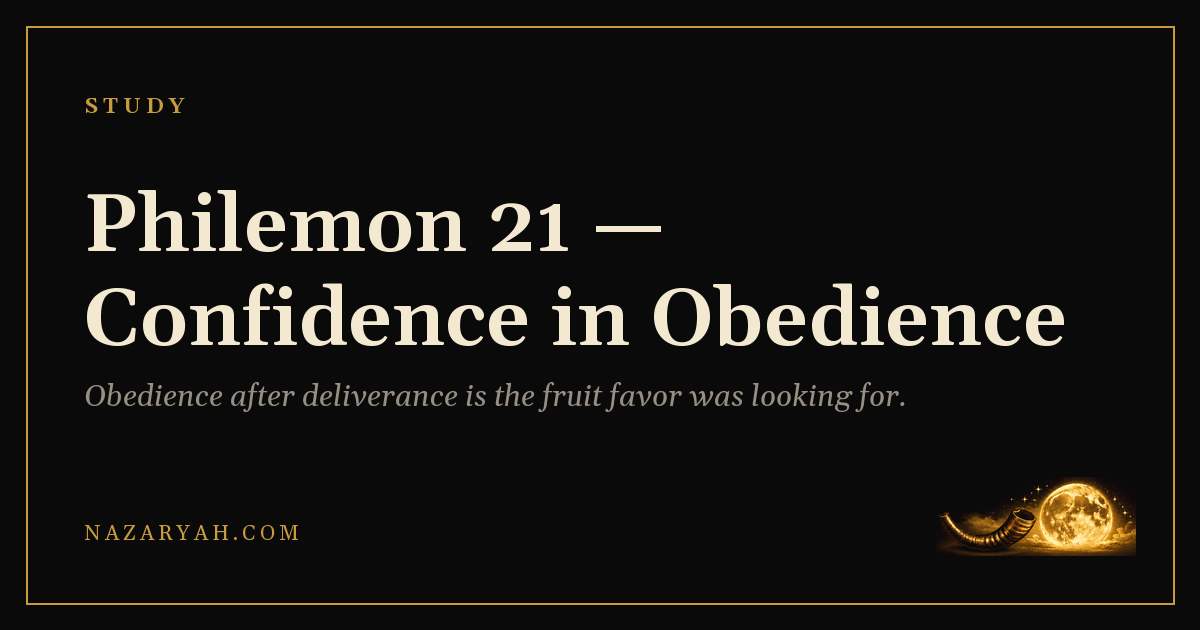 STUDY
Philemon 21 —
Confidence in Obedience
Obedience after deliverance is the fruit favor was looking for.
NAZARYAH.COM